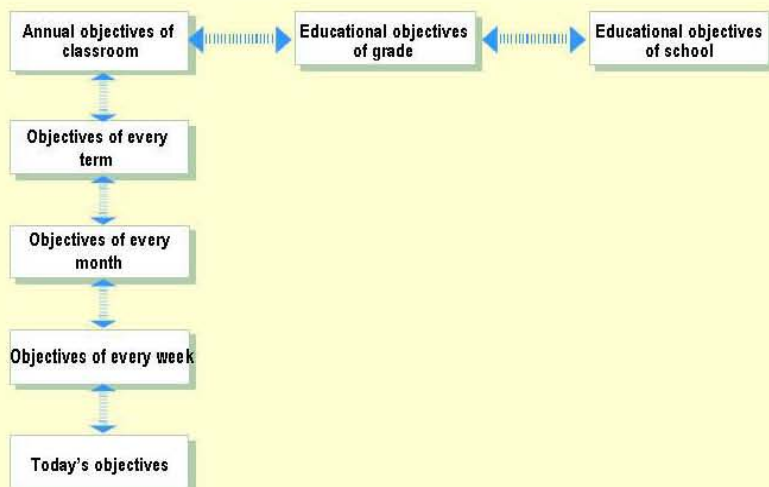 Annual objectives of
classroom
Educational objectives
of grade
Educational objectives
of school
Objectives of every
term
Objectives of every
month
Objectives of every week
Today's objectives